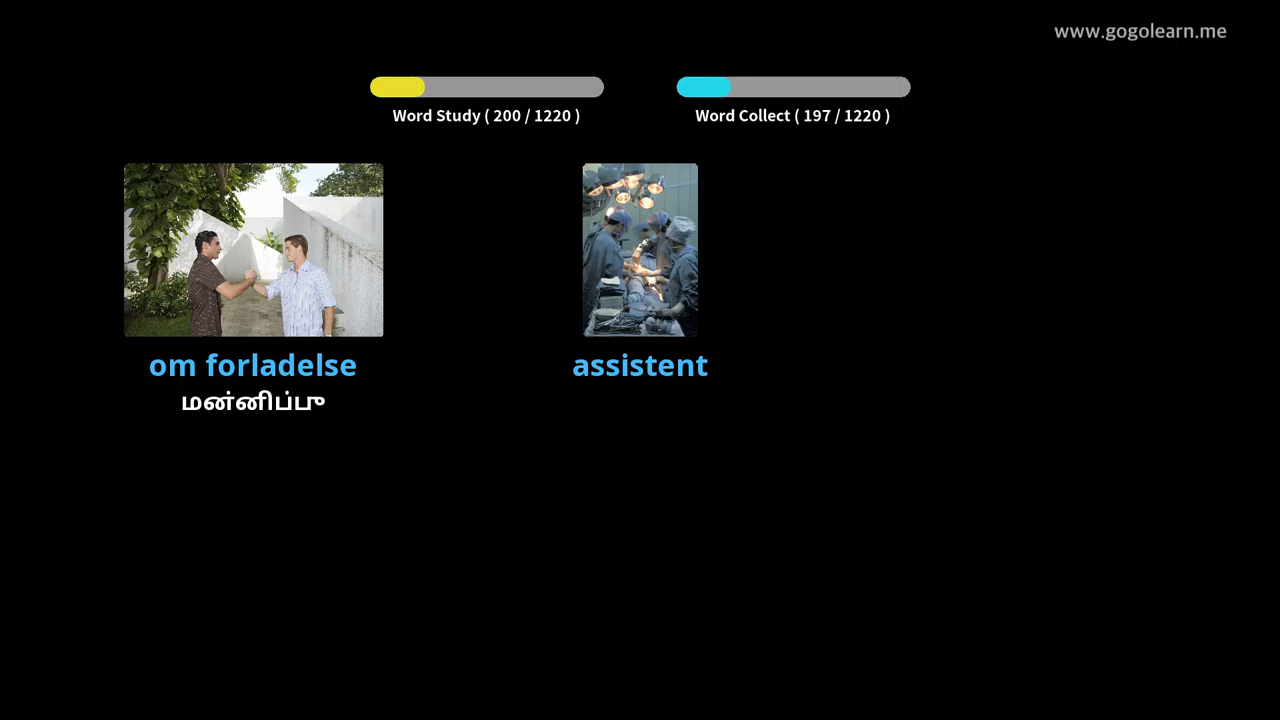 www.gogolearn.me
Word Study ( 200 / 1220 )
Word Collect ( 197 / 1220 )
om forladelse
மன்னிப்பு
assistent